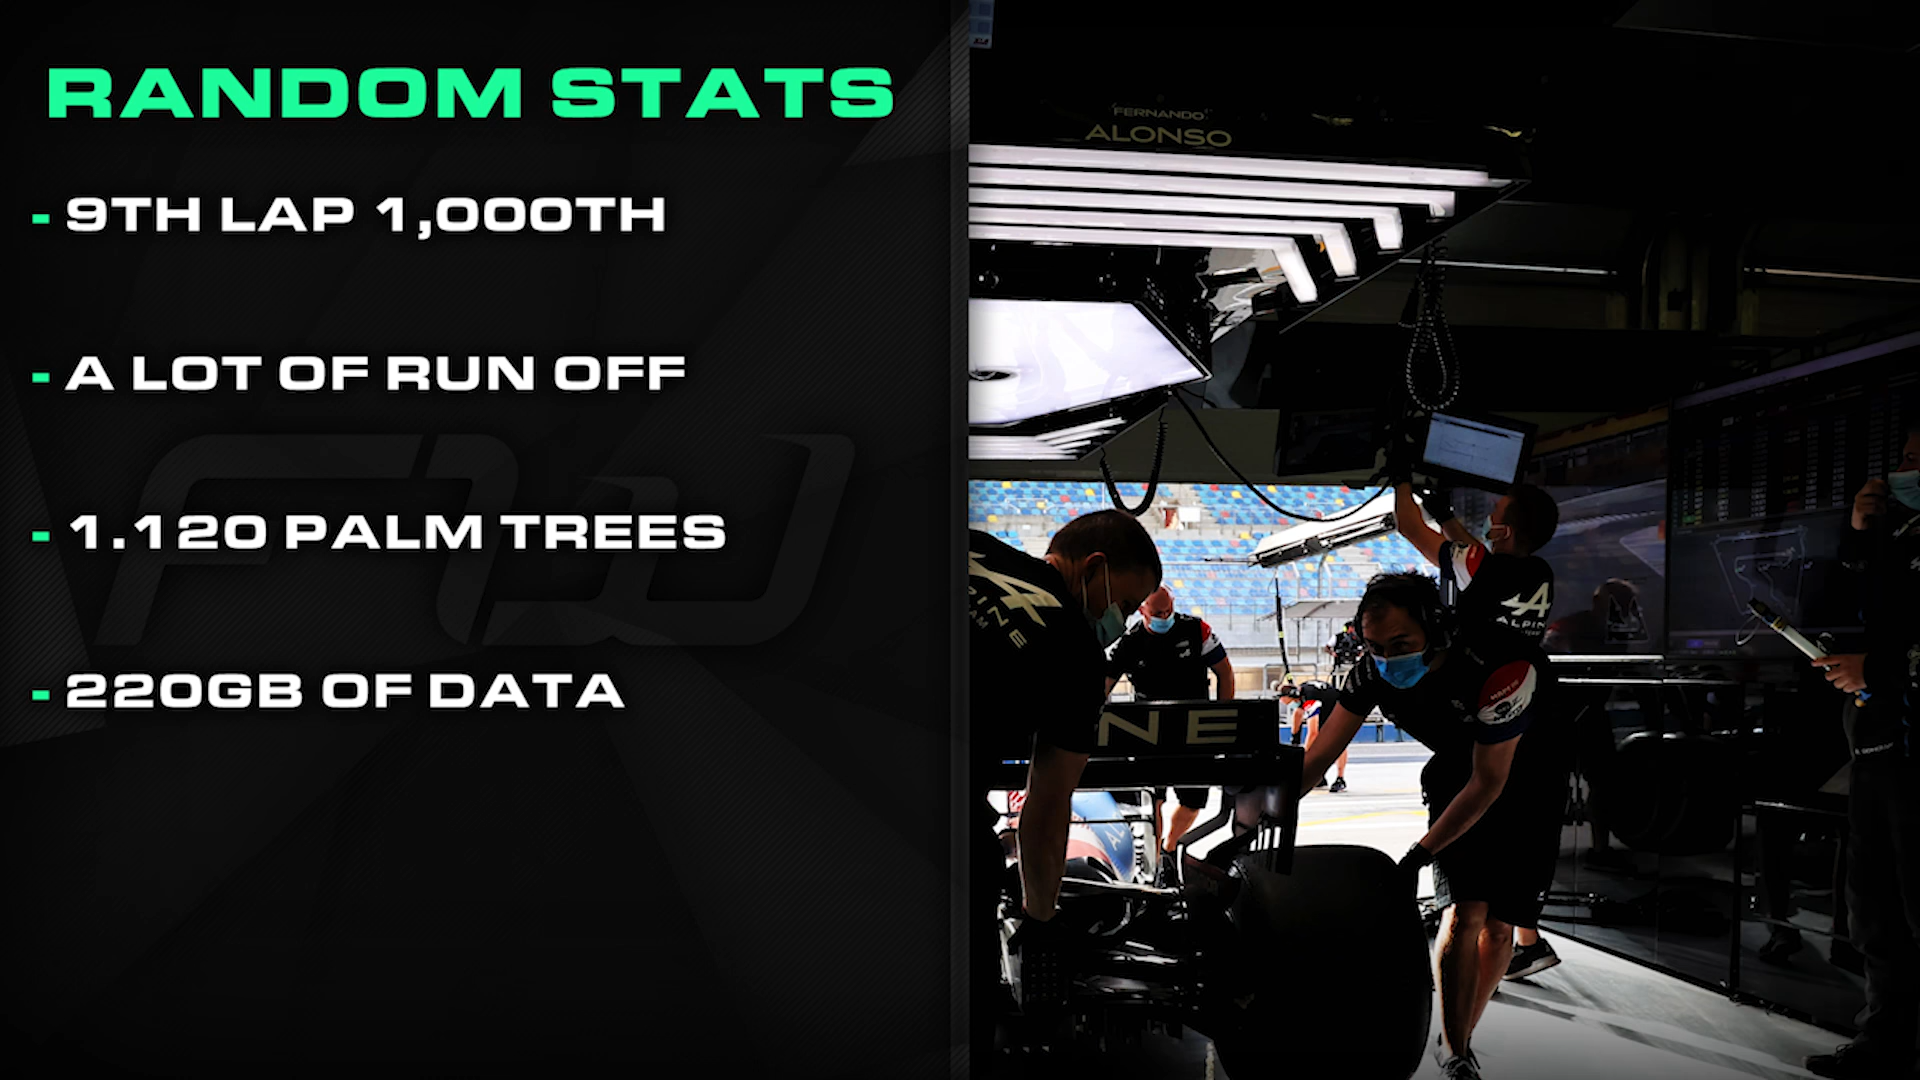 RANDOM STATS
- 9TH LAP 1,000TH
- A LOT OF RUN OFF
- 1.120 PALM TREES
- 220GB OF DATA
FERNANDO
ALONSO
ALPINE
NE